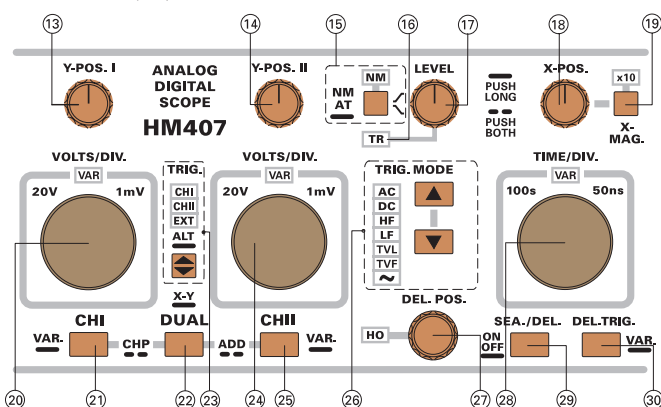 13 14 15 16 17 18 19
Y-POS. I
ANALOG
DIGITAL
SCOPE
HM407
Y-POS. II
NM
AT
NM
LEVEL
TR
PUSH
LONG
PUSH
BOTH
X-POS.
x10
X-
MAG.
VOLTS/DIV.
VAR
20V 1mV
TRIG.
CHI
CHII
EXT
ALT
VOLTS/DIV.
VAR
20V 1mV
TRIG. MODE
AC
DC
HF
LF
TVL
TVF
~
TIME/DIV.
VAR
100s 50ns
X-Y
CHI
VAR.
CHP
DUAL
ADD
CHII
VAR.
DEL. POS.
HO
ON
OFF
SEA./DEL.
DEL.TRIG.
VAR.
20 21 22 23 24 25 26 27 28 29 30